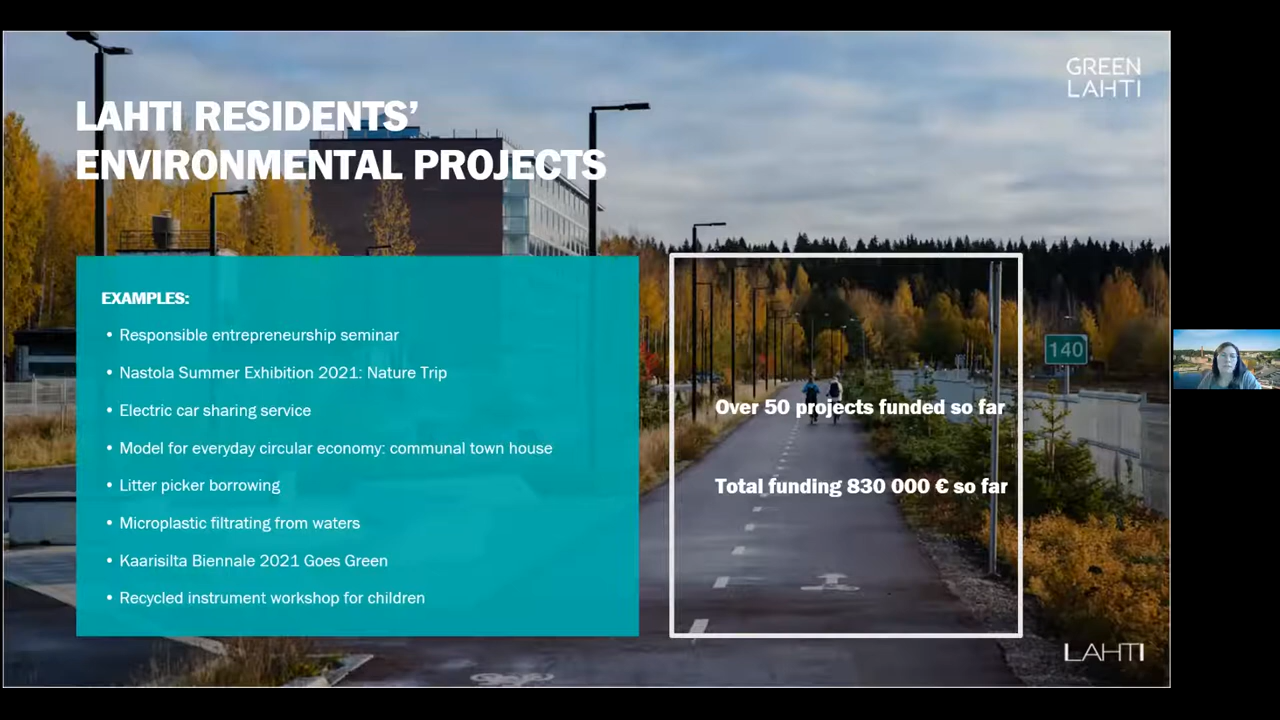 GREEN
LAHTI
LAHTI RESIDENTS’
ENVIRONMENTAL PROJECTS
EXAMPLES:
• Responsible entrepreneurship seminar
• Nastola Summer Exhibition 2021: Nature Trip
• Electric car sharing service
• Model for everyday circular economy: communal town house
• Litter picker borrowing
• Microplastic filtrating from waters
• Kaarisilta Biennale 2021 Goes Green
• Recycled instrument workshop for children
140
Over 50 projects funded so far
Total funding 830 000 € so far
LAHTI